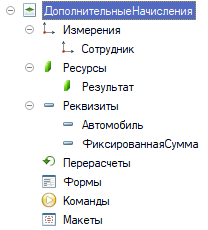 ДополнительныеНачисления
Измерения
Сотрудник
Ресурсы
Результат
Реквизиты
Автомобиль
ФиксированнаяСумма
Перерасчеты
Формы
Команды
Макеты